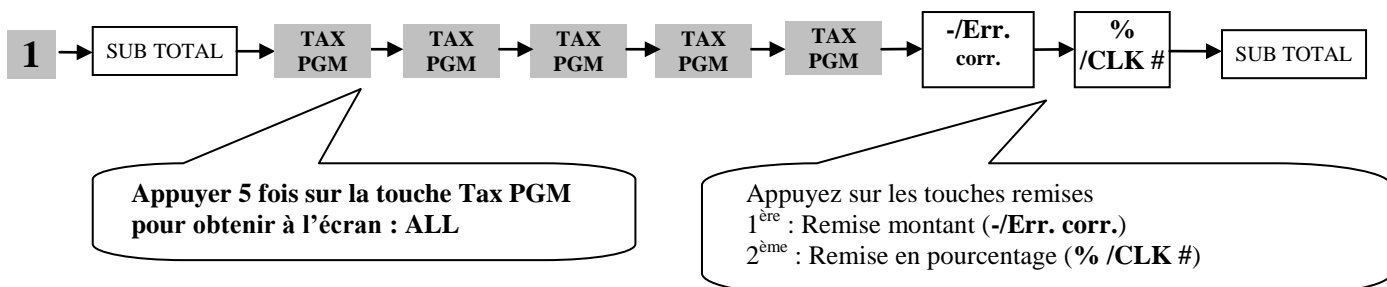 1 SUB TOTAL TAX PGM TAX PGM TAX PGM TAX PGM TAX PGM -/Err. corr. % /CLK # SUB TOTAL
Appuyer 5 fois sur la touche Tax PGM
pour obtenir à l’écran : ALL
Appuyez sur les touches remises
1ère : Remise montant (-/Err. corr.)
2ème : Remise en pourcentage (% /CLK #)